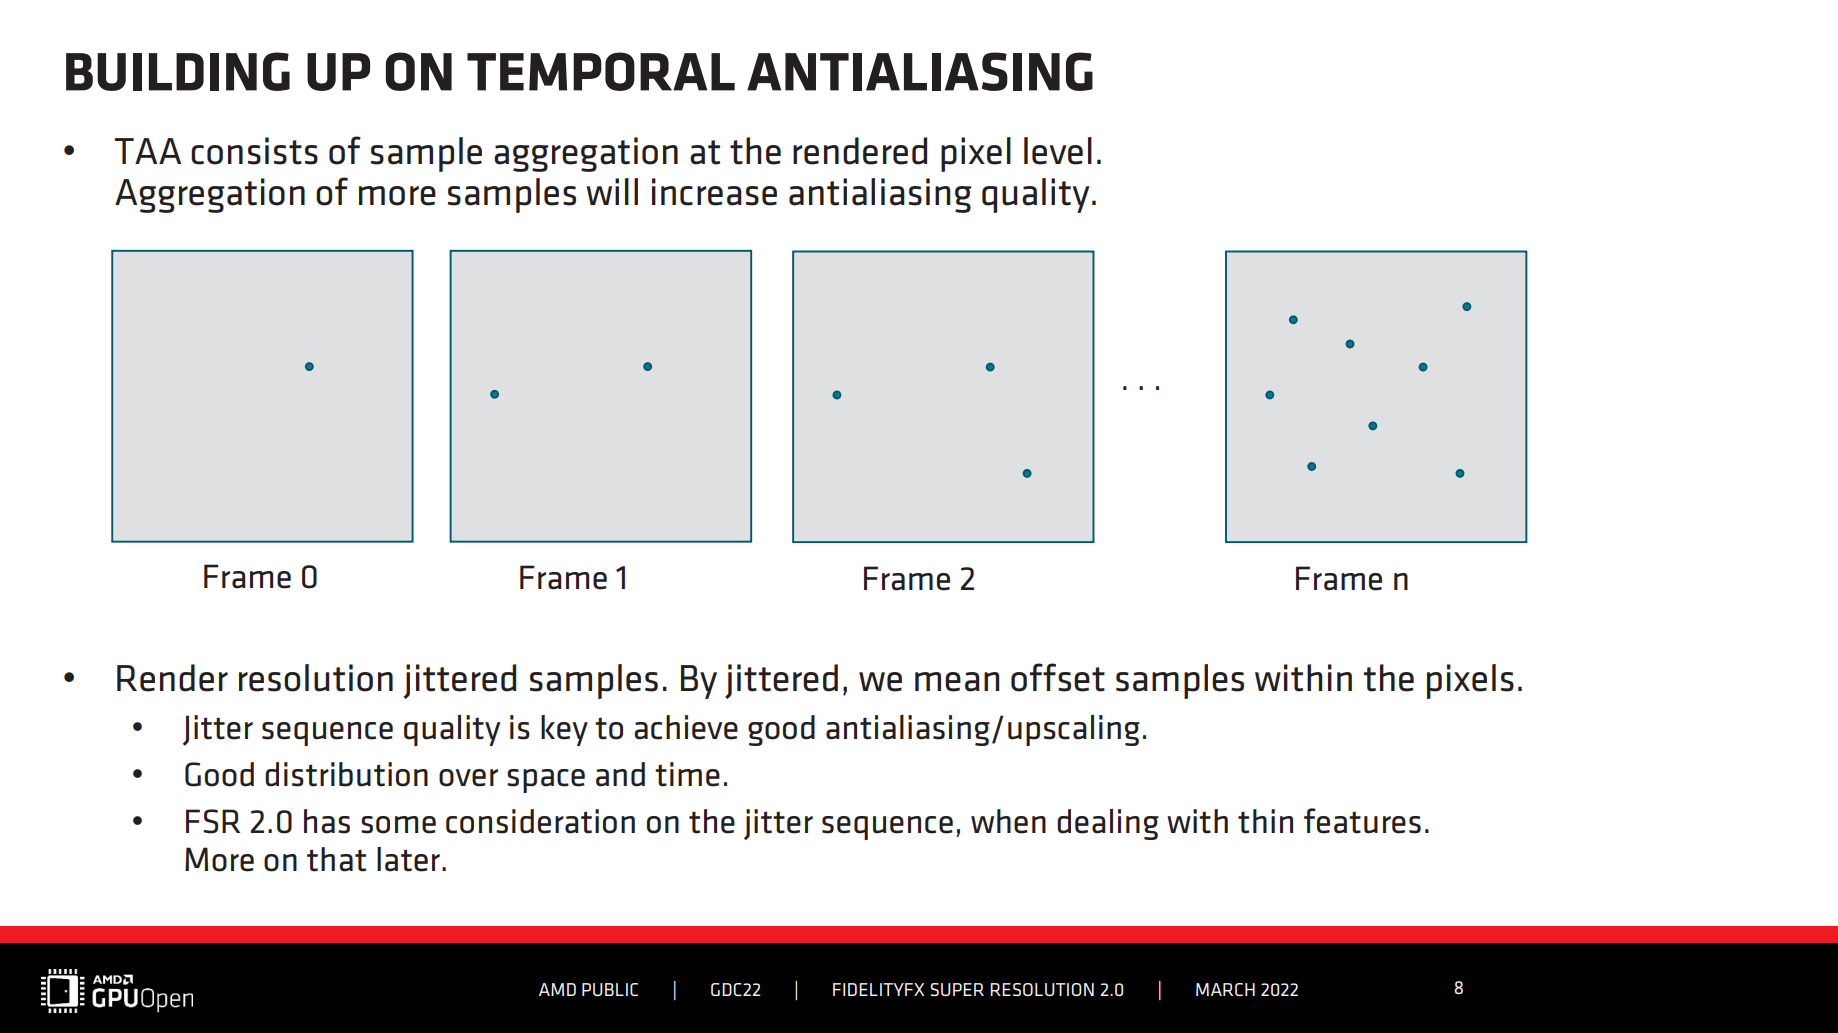 BUILDING UP ON TEMPORAL ANTIALIASING
• TAA consists of sample aggregation at the rendered pixel level.
Aggregation of more samples will increase antialiasing quality.
. . .
Frame 0
Frame 1
Frame 2
Frame n
• Render resolution jittered samples. By jittered, we mean offset samples within the pixels.
• Jitter sequence quality is key to achieve good antialiasing/upscaling.
• Good distribution over space and time.
• FSR 2.0 has some consideration on the jitter sequence, when dealing with thin features.
More on that later.
AMD
GPUOpen
AMD PUBLIC | GDC22 | FIDELITYFX SUPER RESOLUTION 2.0 | MARCH 2022
8